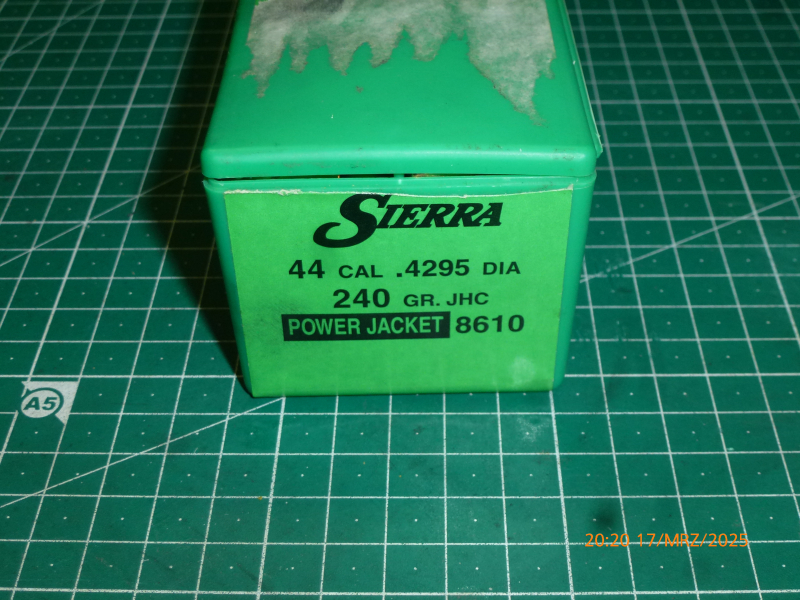 SIERRA
44 CAL .4295 DIA
240 GR. JHC
POWER JACKET 8610
A5
20:20 17/MRZ/2025